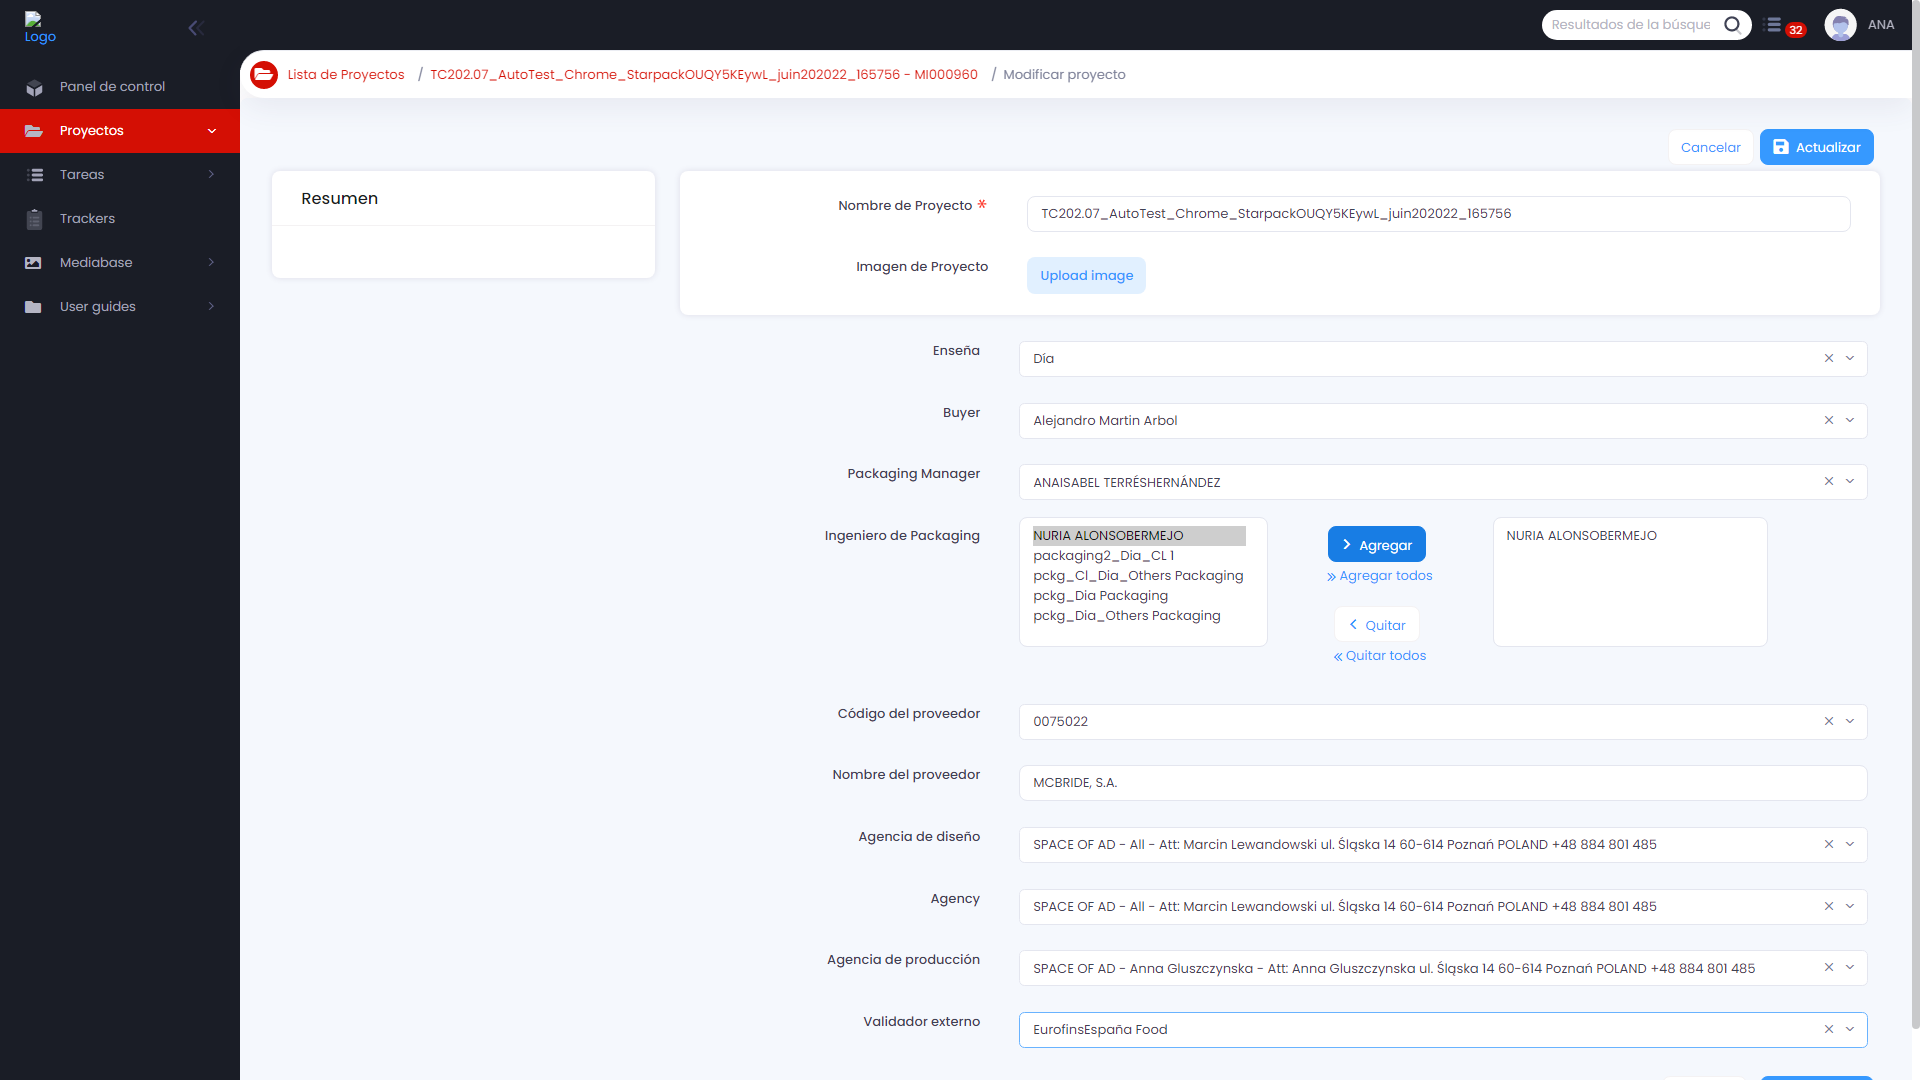 Logo
Resultados de la búsque
32
ANA
Panel de control
Proyectos
Tareas
Trackers
Mediabase
User guides
Lista de Proyectos / TC202.07_AutoTest_Chrome_StarpackOUQY5KEywL_juin202022_165756 - MI000960 / Modificar proyecto
Cancelar
Actualizar
Resumen
Nombre de Proyecto *
TC202.07_AutoTest_Chrome_StarpackOUQY5KEywL_juin202022_165756
Imagen de Proyecto
Upload image
Enseña
Día
Buyer
Alejandro Martin Arbol
Packaging Manager
ANAISABEL TERRÉSHERNÁNDEZ
Ingeniero de Packaging
NURIA ALONSOBERMEJO
packaging2_Dia_CL 1
pckg_Cl_Dia_Others Packaging
pckg_Dia Packaging
pckg_Dia_Others Packaging
Agregar
Agregar todos
Quitar
Quitar todos
NURIA ALONSOBERMEJO
Código del proveedor
0075022
Nombre del proveedor
MCBRIDE, S.A.
Agencia de diseño
SPACE OF AD - All - Att: Marcin Lewandowski ul. Śląska 14 60-614 Poznań POLAND +48 884 801 485
Agency
SPACE OF AD - All - Att: Marcin Lewandowski ul. Śląska 14 60-614 Poznań POLAND +48 884 801 485
Agencia de producción
SPACE OF AD - Anna Gluszczynska - Att: Anna Gluszczynska ul. Śląska 14 60-614 Poznań POLAND +48 884 801 485
Validador externo
EurofinsEspaña Food